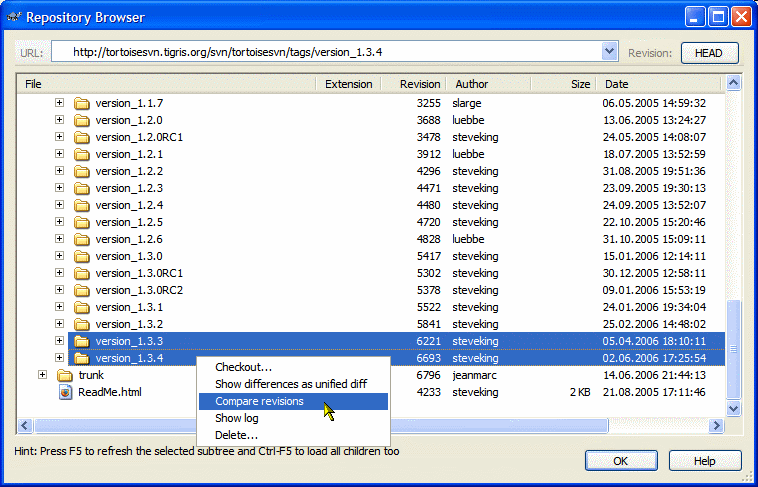 Repository Browser
URL: http://tortoisesvn.tigris.org/svn/tortoisesvn/tags/version_1.3.4 Revision: HEAD
File Extension Revision Author Size Date
version_1.1.7 3255 slarge 06.05.2005 14:59:32
version_1.2.0 3688 luebbe 13.06.2005 13:24:27
version_1.2.0RC1 3478 steveking 24.05.2005 14:08:07
version_1.2.1 3912 luebbe 18.07.2005 13:52:59
version_1.2.2 4296 steveking 31.08.2005 19:51:36
version_1.2.3 4471 steveking 23.09.2005 19:30:13
version_1.2.4 4480 steveking 24.09.2005 13:52:07
version_1.2.5 4720 steveking 22.10.2005 15:20:46
version_1.2.6 4828 luebbe 31.10.2005 15:09:11
version_1.3.0 5417 steveking 15.01.2006 12:14:11
version_1.3.0RC1 5302 steveking 30.12.2005 12:58:11
version_1.3.0RC2 5378 steveking 09.01.2006 15:53:19
version_1.3.1 5522 steveking 24.01.2006 19:34:04
version_1.3.2 5841 steveking 25.02.2006 14:48:02
version_1.3.3 6221 steveking 05.04.2006 18:10:11
version_1.3.4 6693 steveking 02.06.2006 17:25:54
trunk 6796 jeanmarc 14.06.2006 21:44:13
ReadMe.html 4233 steveking 2 KB 21.08.2005 17:11:46
Checkout...
Show differences as unified diff
Compare revisions
Show log
Delete...
Hint: Press F5 to refresh the selected subtree and Ctrl-F5 to load all children too
OK Help